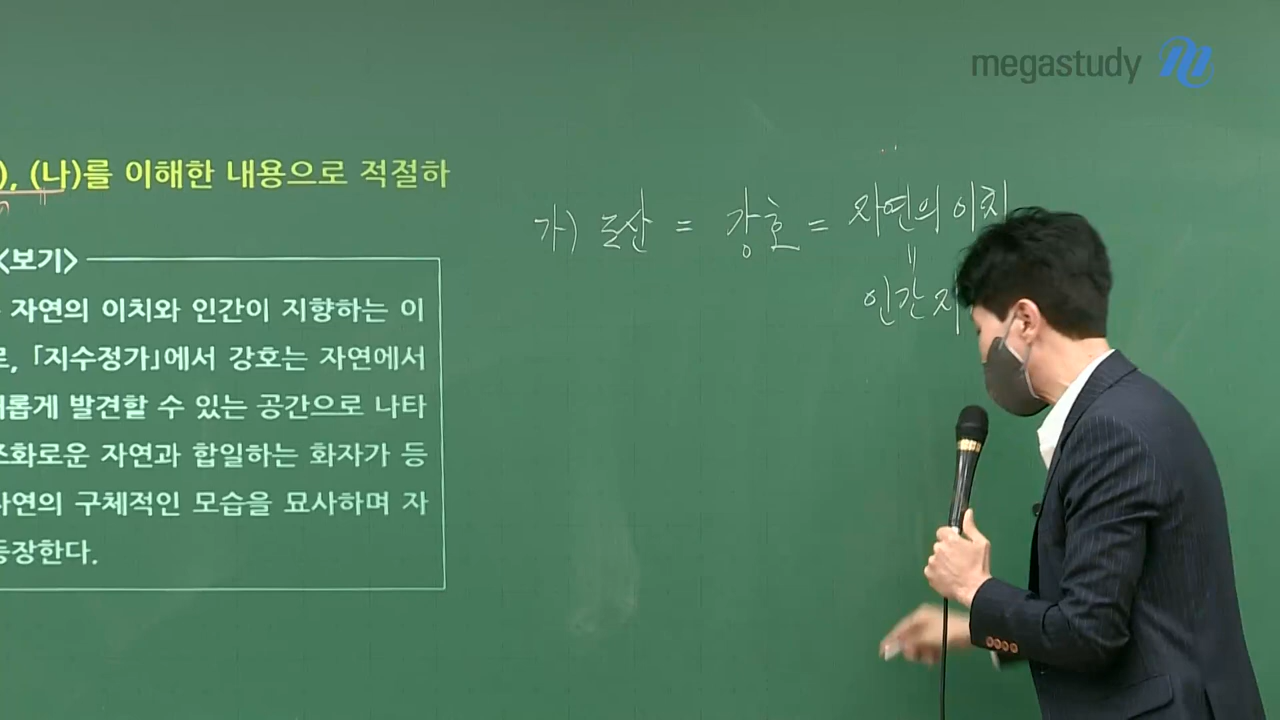 megastudy
), (나)를 이해한 내용으로 적절하
<보기>
자연의 이치와 인간이 지향하는 이
로, 「지수정가」에서 강호는 자연에서
롭게 발견할 수 있는 공간으로 나타
조화로운 자연과 합일하는 화자가 등
자연의 구체적인 모습을 묘사하며 자
등장한다.
가) 도산 = 강호 = 자연의 이치
=
인간 지